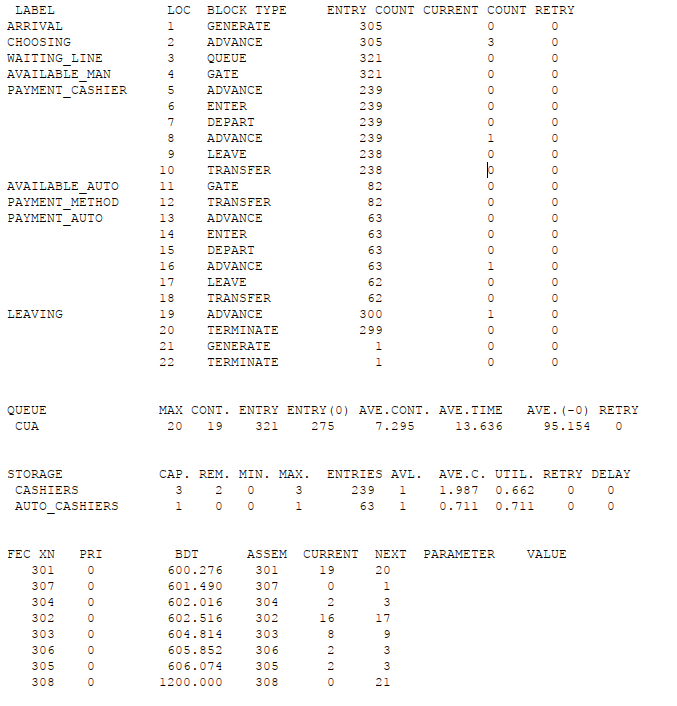 LABEL LOC BLOCK TYPE ENTRY COUNT CURRENT COUNT RETRY
ARRIVAL 1 GENERATE 305 0 0
CHOOSING 2 ADVANCE 305 3 0
WAITING_LINE 3 QUEUE 321 0 0
AVAILABLE_MAN 4 GATE 321 0 0
PAYMENT_CASHIER 5 ADVANCE 239 0 0
6 ENTER 239 0 0
7 DEPART 239 0 0
8 ADVANCE 239 1 0
9 LEAVE 238 0 0
10 TRANSFER 238 0 0
AVAILABLE_AUTO 11 GATE 82 0 0
PAYMENT_METHOD 12 TRANSFER 82 0 0
PAYMENT_AUTO 13 ADVANCE 63 0 0
14 ENTER 63 0 0
15 DEPART 63 0 0
16 ADVANCE 63 1 0
17 LEAVE 62 0 0
18 TRANSFER 62 0 0
LEAVING 19 ADVANCE 300 1 0
20 TERMINATE 299 0 0
21 GENERATE 1 0 0
22 TERMINATE 1 0 0
QUEUE MAX CONT. ENTRY ENTRY(0) AVE.CONT. AVE.TIME AVE.(-0) RETRY
CUA 20 19 321 275 7.295 13.636 95.154 0
STORAGE CAP. REM. MIN. MAX. ENTRIES AVL. AVE.C. UTIL. RETRY DELAY
CASHIERS 3 2 0 3 239 1 1.987 0.662 0 0
AUTO_CASHIERS 1 0 0 1 63 1 0.711 0.711 0 0
FEC XN PRI BDT ASSEM CURRENT NEXT PARAMETER VALUE
301 0 600.276 301 19 20
307 0 601.490 307 0 1
304 0 602.016 304 2 3
302 0 602.516 302 16 17
303 0 604.814 303 8 9
306 0 605.852 306 2 3
305 0 606.074 305 2 3
308 0 1200.000 308 0 21